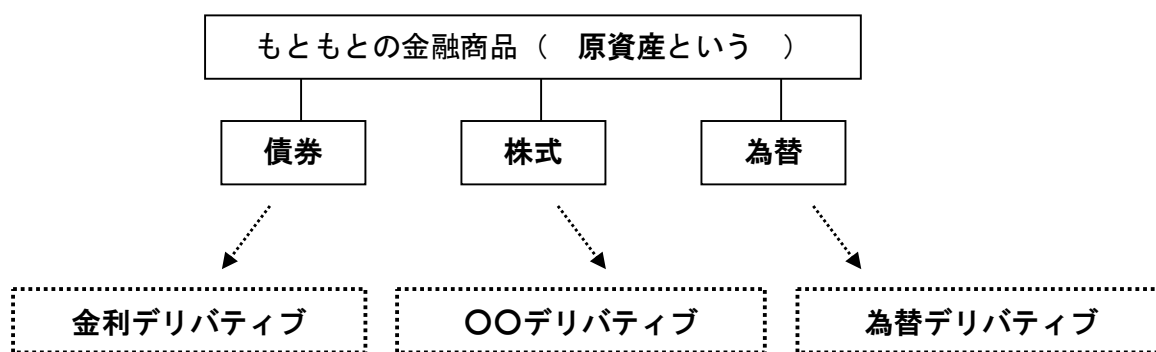 もともとの金融商品（　原資産という　）
債券
株式
為替
金利デリバティブ
〇〇デリバティブ
為替デリバティブ